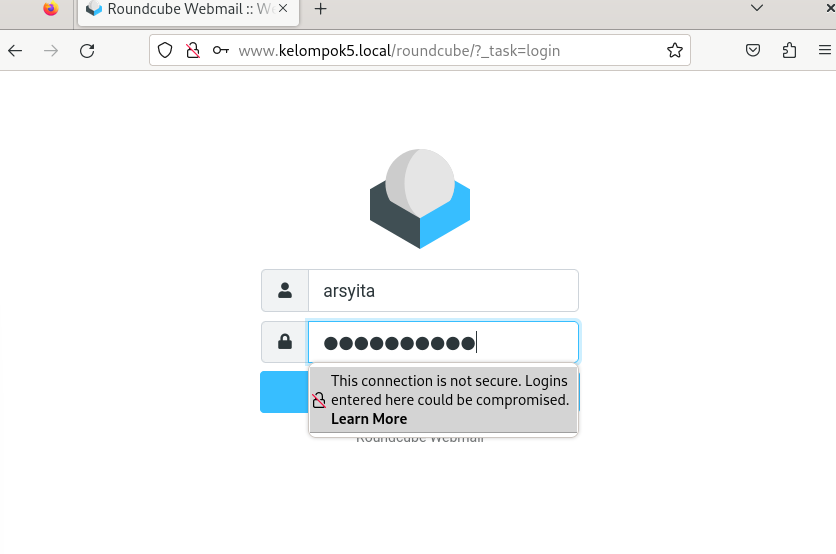 Roundcube Webmail :: W
www.kelompok5.local/roundcube/?_task=login
arsyita
This connection is not secure. Logins
entered here could be compromised.
Learn More
Roundcube Webmail